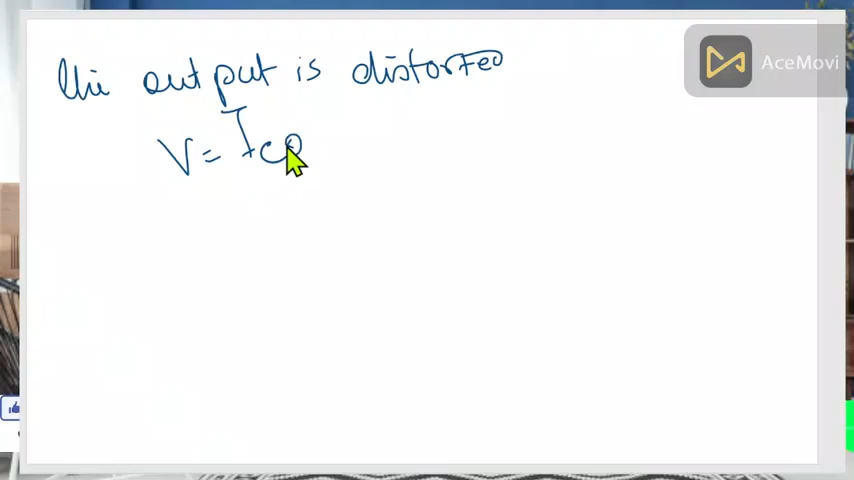 The output is distorted
V = Ic
AceMovi